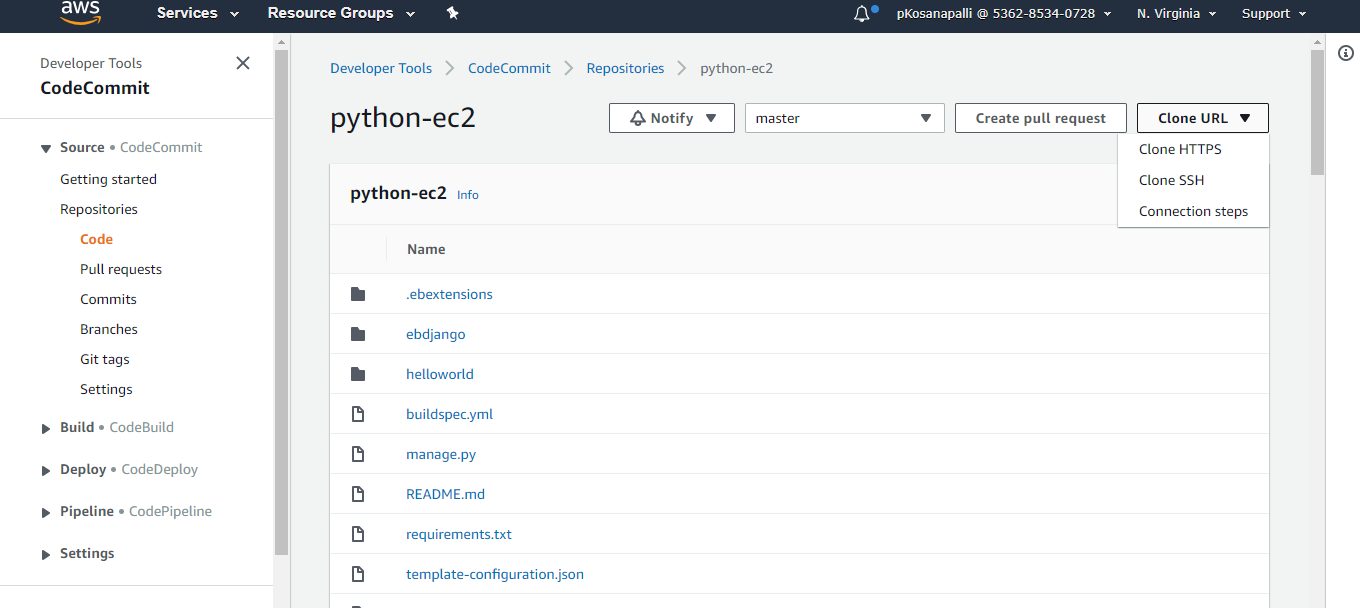 aws Services Resource Groups pKosanapalli @ 5362-8534-0728 N. Virginia Support
Developer Tools
CodeCommit
Source • CodeCommit
Getting started
Repositories
Code
Pull requests
Commits
Branches
Git tags
Settings
Build • CodeBuild
Deploy • CodeDeploy
Pipeline • CodePipeline
Settings
Developer Tools CodeCommit Repositories python-ec2
python-ec2 Notify master Create pull request Clone URL
Clone HTTPS
Clone SSH
Connection steps
python-ec2 Info
Name
.ebextensions
ebdjango
helloworld
buildspec.yml
manage.py
README.md
requirements.txt
template-configuration.json